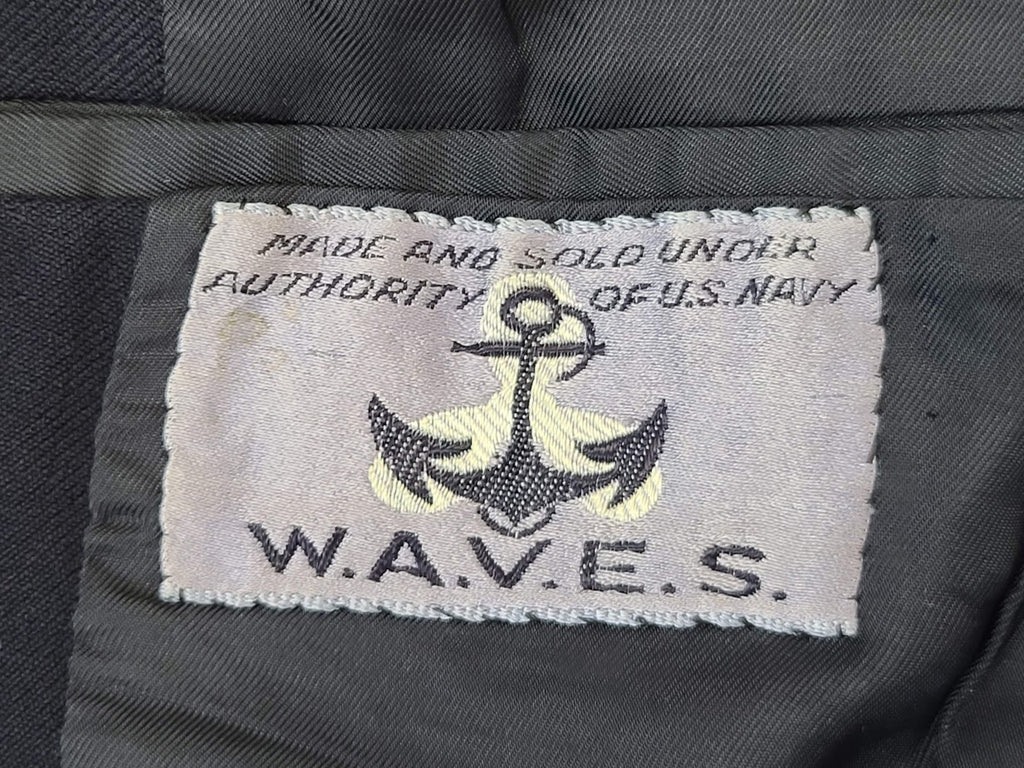 MADE AND SOLD UNDER
AUTHORITY OF U.S. NAVY
W.A.V.E.S.